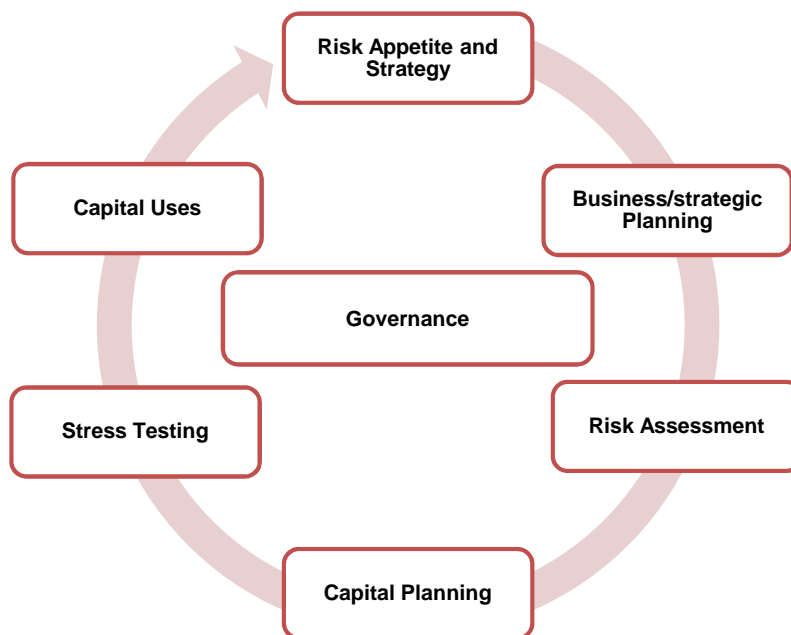 Risk Appetite and
Strategy
Business/strategic
Planning
Capital Uses
Governance
Risk Assessment
Stress Testing
Capital Planning